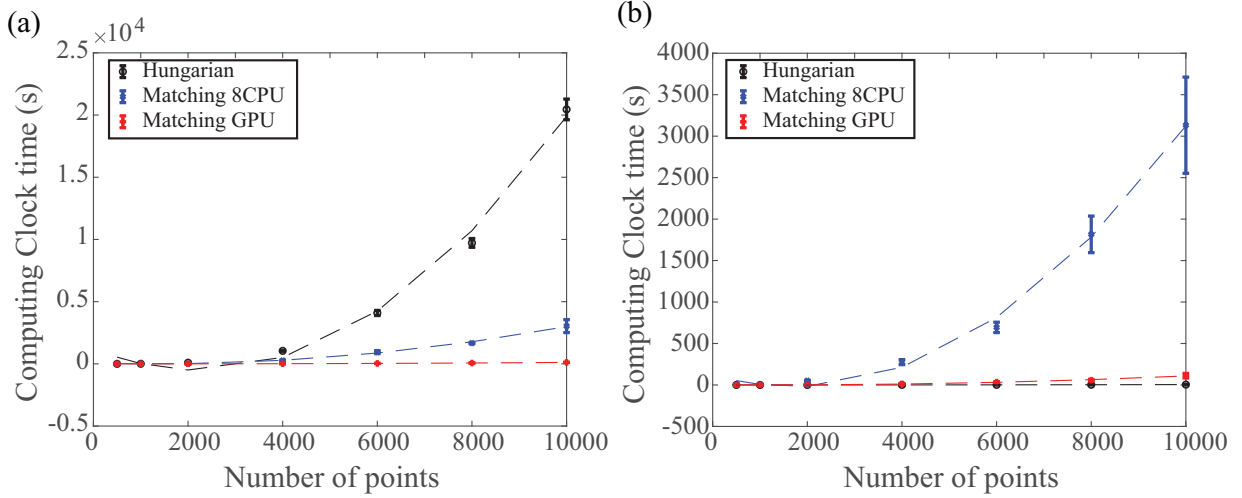 (a)
×10⁴
2.5
2
1.5
1
0.5
0
-0.5
Computing Clock time (s)
Hungarian
Matching 8CPU
Matching GPU
0 2000 4000 6000 8000 10000
Number of points
(b)
4000
3500
3000
2500
2000
1500
1000
500
0
-500
Computing Clock time (s)
Hungarian
Matching 8CPU
Matching GPU
0 2000 4000 6000 8000 10000
Number of points